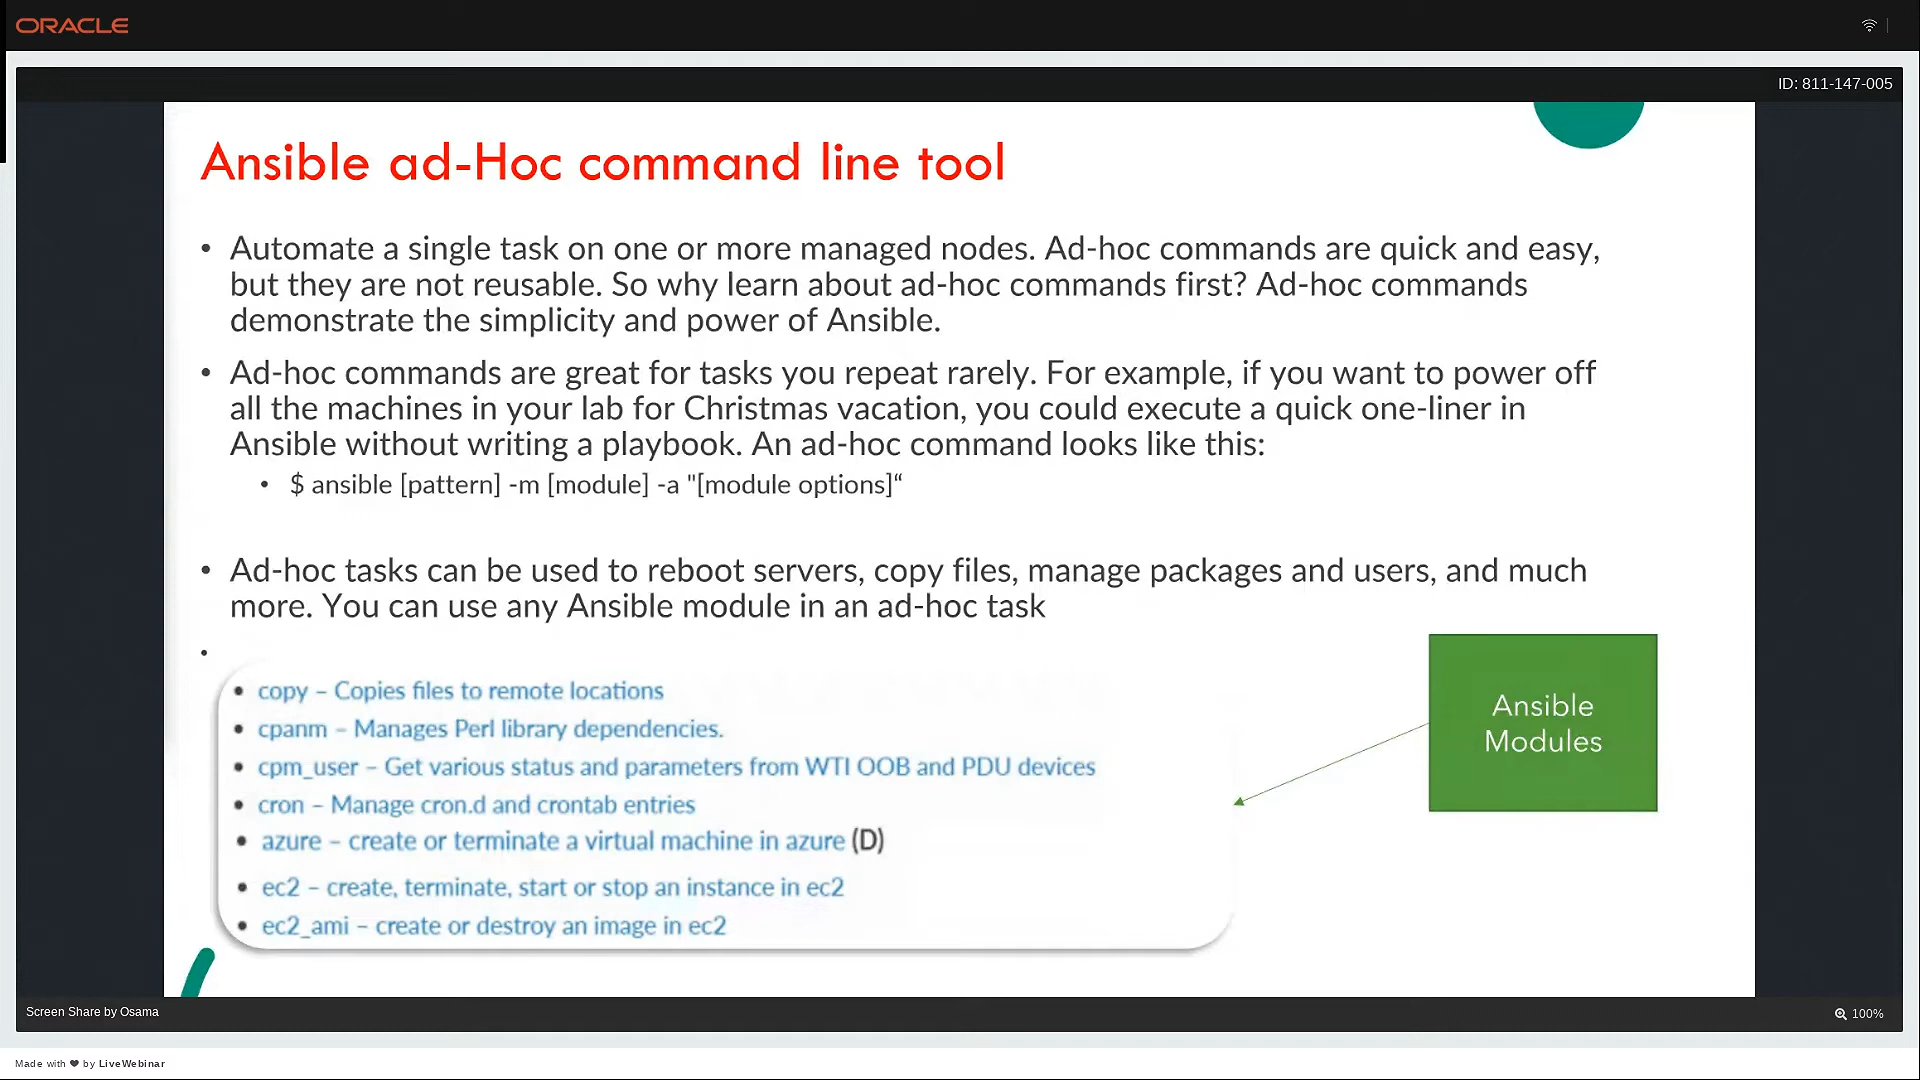 ORACLE
ID: 811-147-005
Ansible ad-Hoc command line tool
• Automate a single task on one or more managed nodes. Ad-hoc commands are quick and easy,
but they are not reusable. So why learn about ad-hoc commands first? Ad-hoc commands
demonstrate the simplicity and power of Ansible.
• Ad-hoc commands are great for tasks you repeat rarely. For example, if you want to power off
all the machines in your lab for Christmas vacation, you could execute a quick one-liner in
Ansible without writing a playbook. An ad-hoc command looks like this:
• $ ansible [pattern] -m [module] -a "[module options]“
• Ad-hoc tasks can be used to reboot servers, copy files, manage packages and users, and much
more. You can use any Ansible module in an ad-hoc task
•
• copy – Copies files to remote locations
• cpanm – Manages Perl library dependencies.
• cpm_user – Get various status and parameters from WTI OOB and PDU devices
• cron – Manage cron.d and crontab entries
• azure – create or terminate a virtual machine in azure (D)
• ec2 – create, terminate, start or stop an instance in ec2
• ec2_ami – create or destroy an image in ec2
Ansible
Modules
Screen Share by Osama
100%
Made with ❤ by LiveWebinar